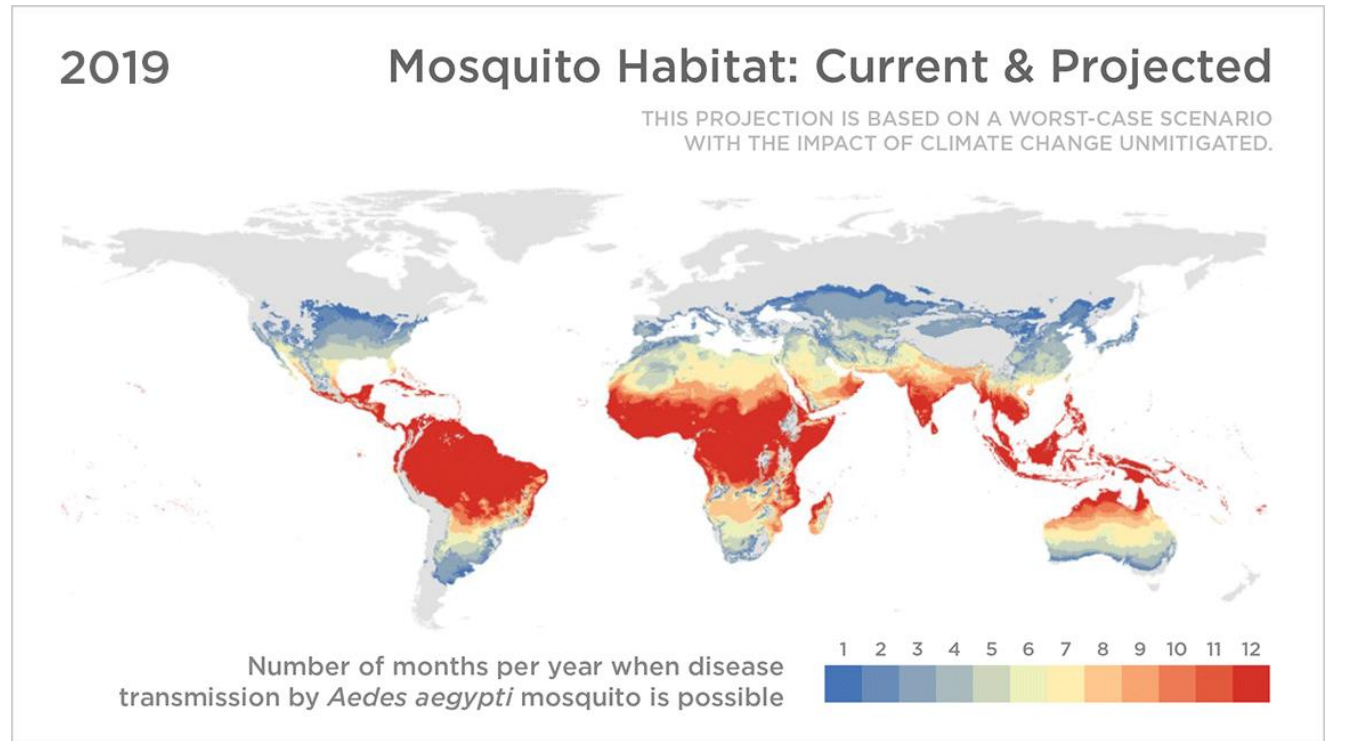 2019
Mosquito Habitat: Current & Projected
THIS PROJECTION IS BASED ON A WORST-CASE SCENARIO
WITH THE IMPACT OF CLIMATE CHANGE UNMITIGATED.
Number of months per year when disease
transmission by Aedes aegypti mosquito is possible
1 2 3 4 5 6 7 8 9 10 11 12